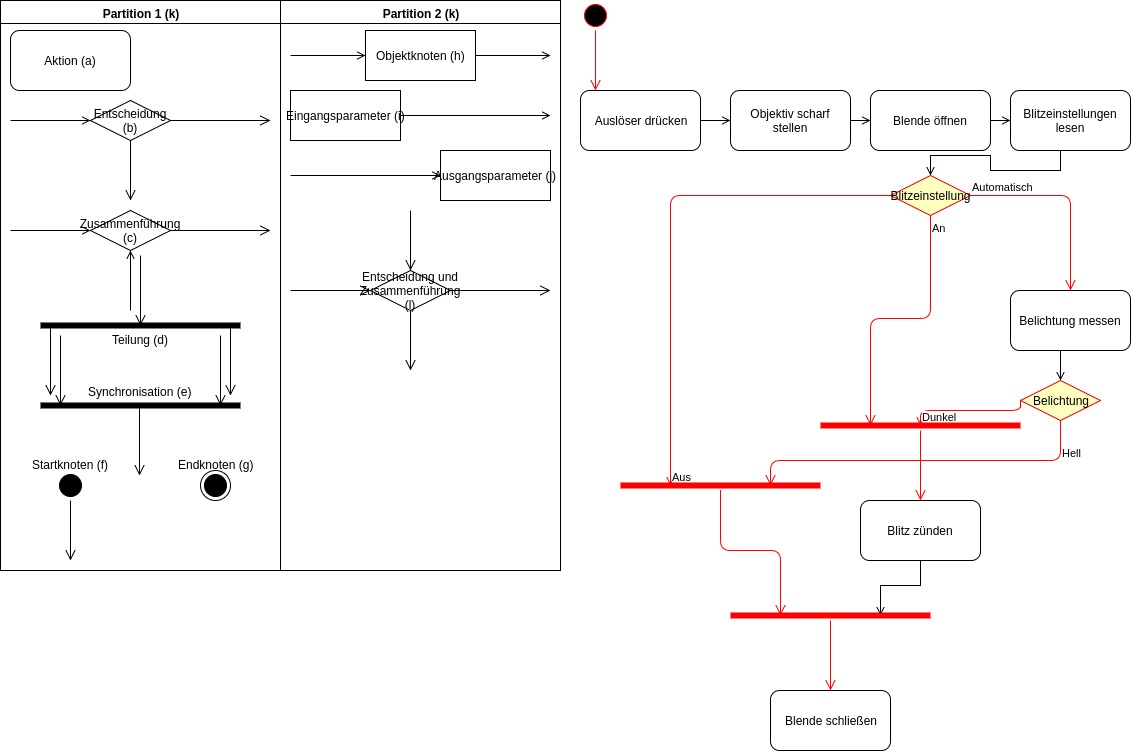 Partition 1 (k)
Aktion (a)
Entscheidung
(b)
Zusammenführung
(c)
Teilung (d)
Synchronisation (e)
Startknoten (f)
Endknoten (g)
Partition 2 (k)
Objektknoten (h)
Eingangsparameter (i)
Ausgangsparameter (j)
Entscheidung und
Zusammenführung
(l)
Auslöser drücken
Objektiv scharf
stellen
Blende öffnen
Blitzeinstellungen
lesen
Blitzeinstellung
Automatisch
An
Belichtung messen
Belichtung
Dunkel
Hell
Aus
Blitz zünden
Blende schließen